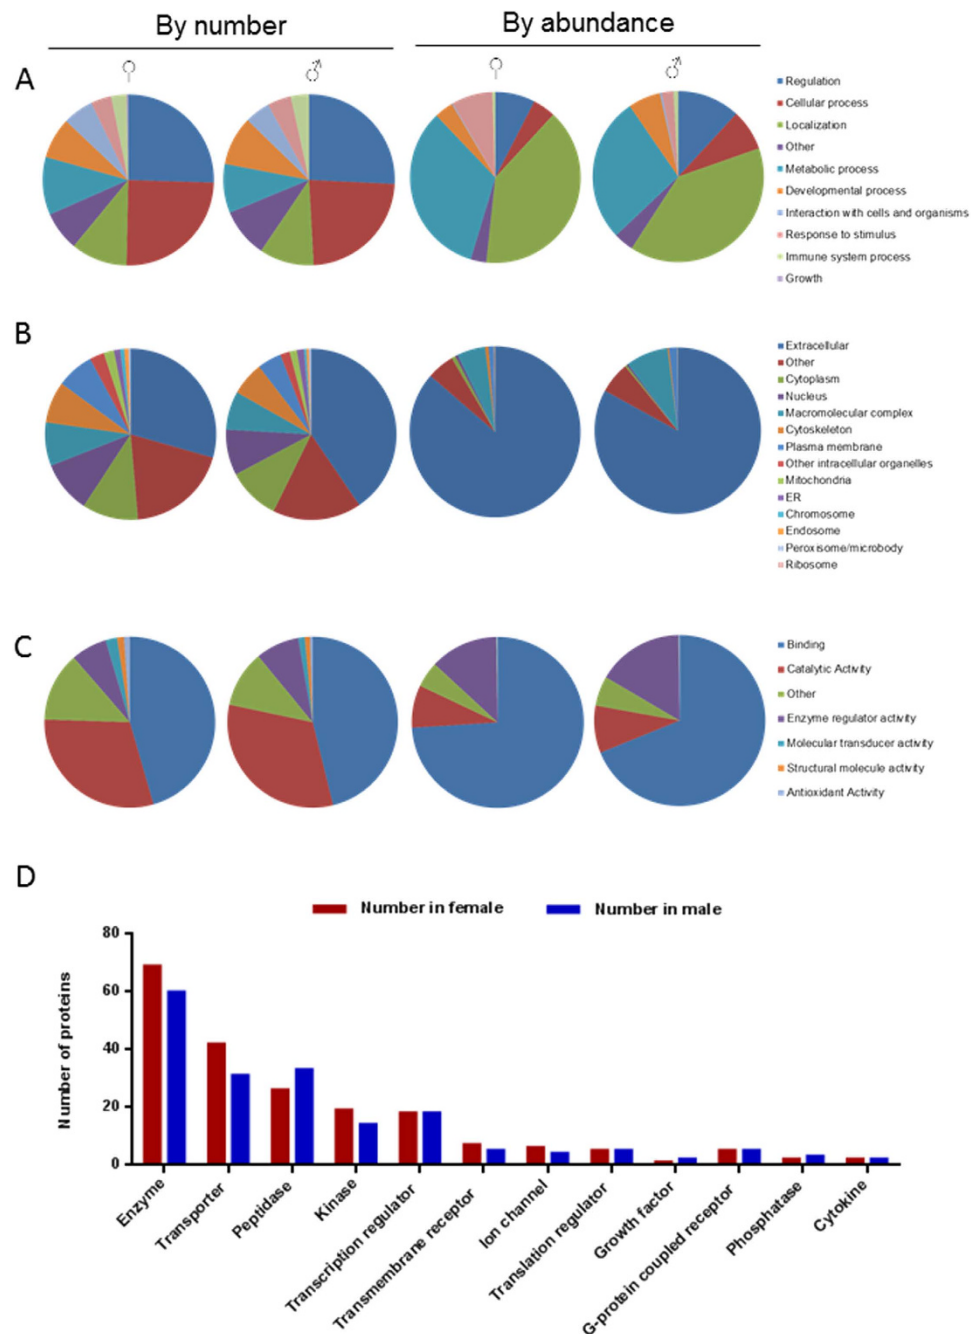 By number
By abundance
♀
♂
♀
♂
A
Regulation
Cellular process
Localization
Other
Metabolic process
Developmental process
Interaction with cells and organisms
Response to stimulus
Immune system process
Growth
B
Extracellular
Other
Cytoplasm
Nucleus
Macromolecular complex
Cytoskeleton
Plasma membrane
Other intracellular organelles
Mitochondria
ER
Chromosome
Endosome
Peroxisome/microbody
Ribosome
C
Binding
Catalytic Activity
Other
Enzyme regulator activity
Molecular transducer activity
Structural molecule activity
Antioxidant Activity
D
Number in female
Number in male
Number of proteins
80
60
40
20
0
Enzyme
Transporter
Peptidase
Kinase
Transcription regulator
Transmembrane receptor
Ion channel
Translation regulator
Growth factor
G-protein coupled receptor
Phosphatase
Cytokine